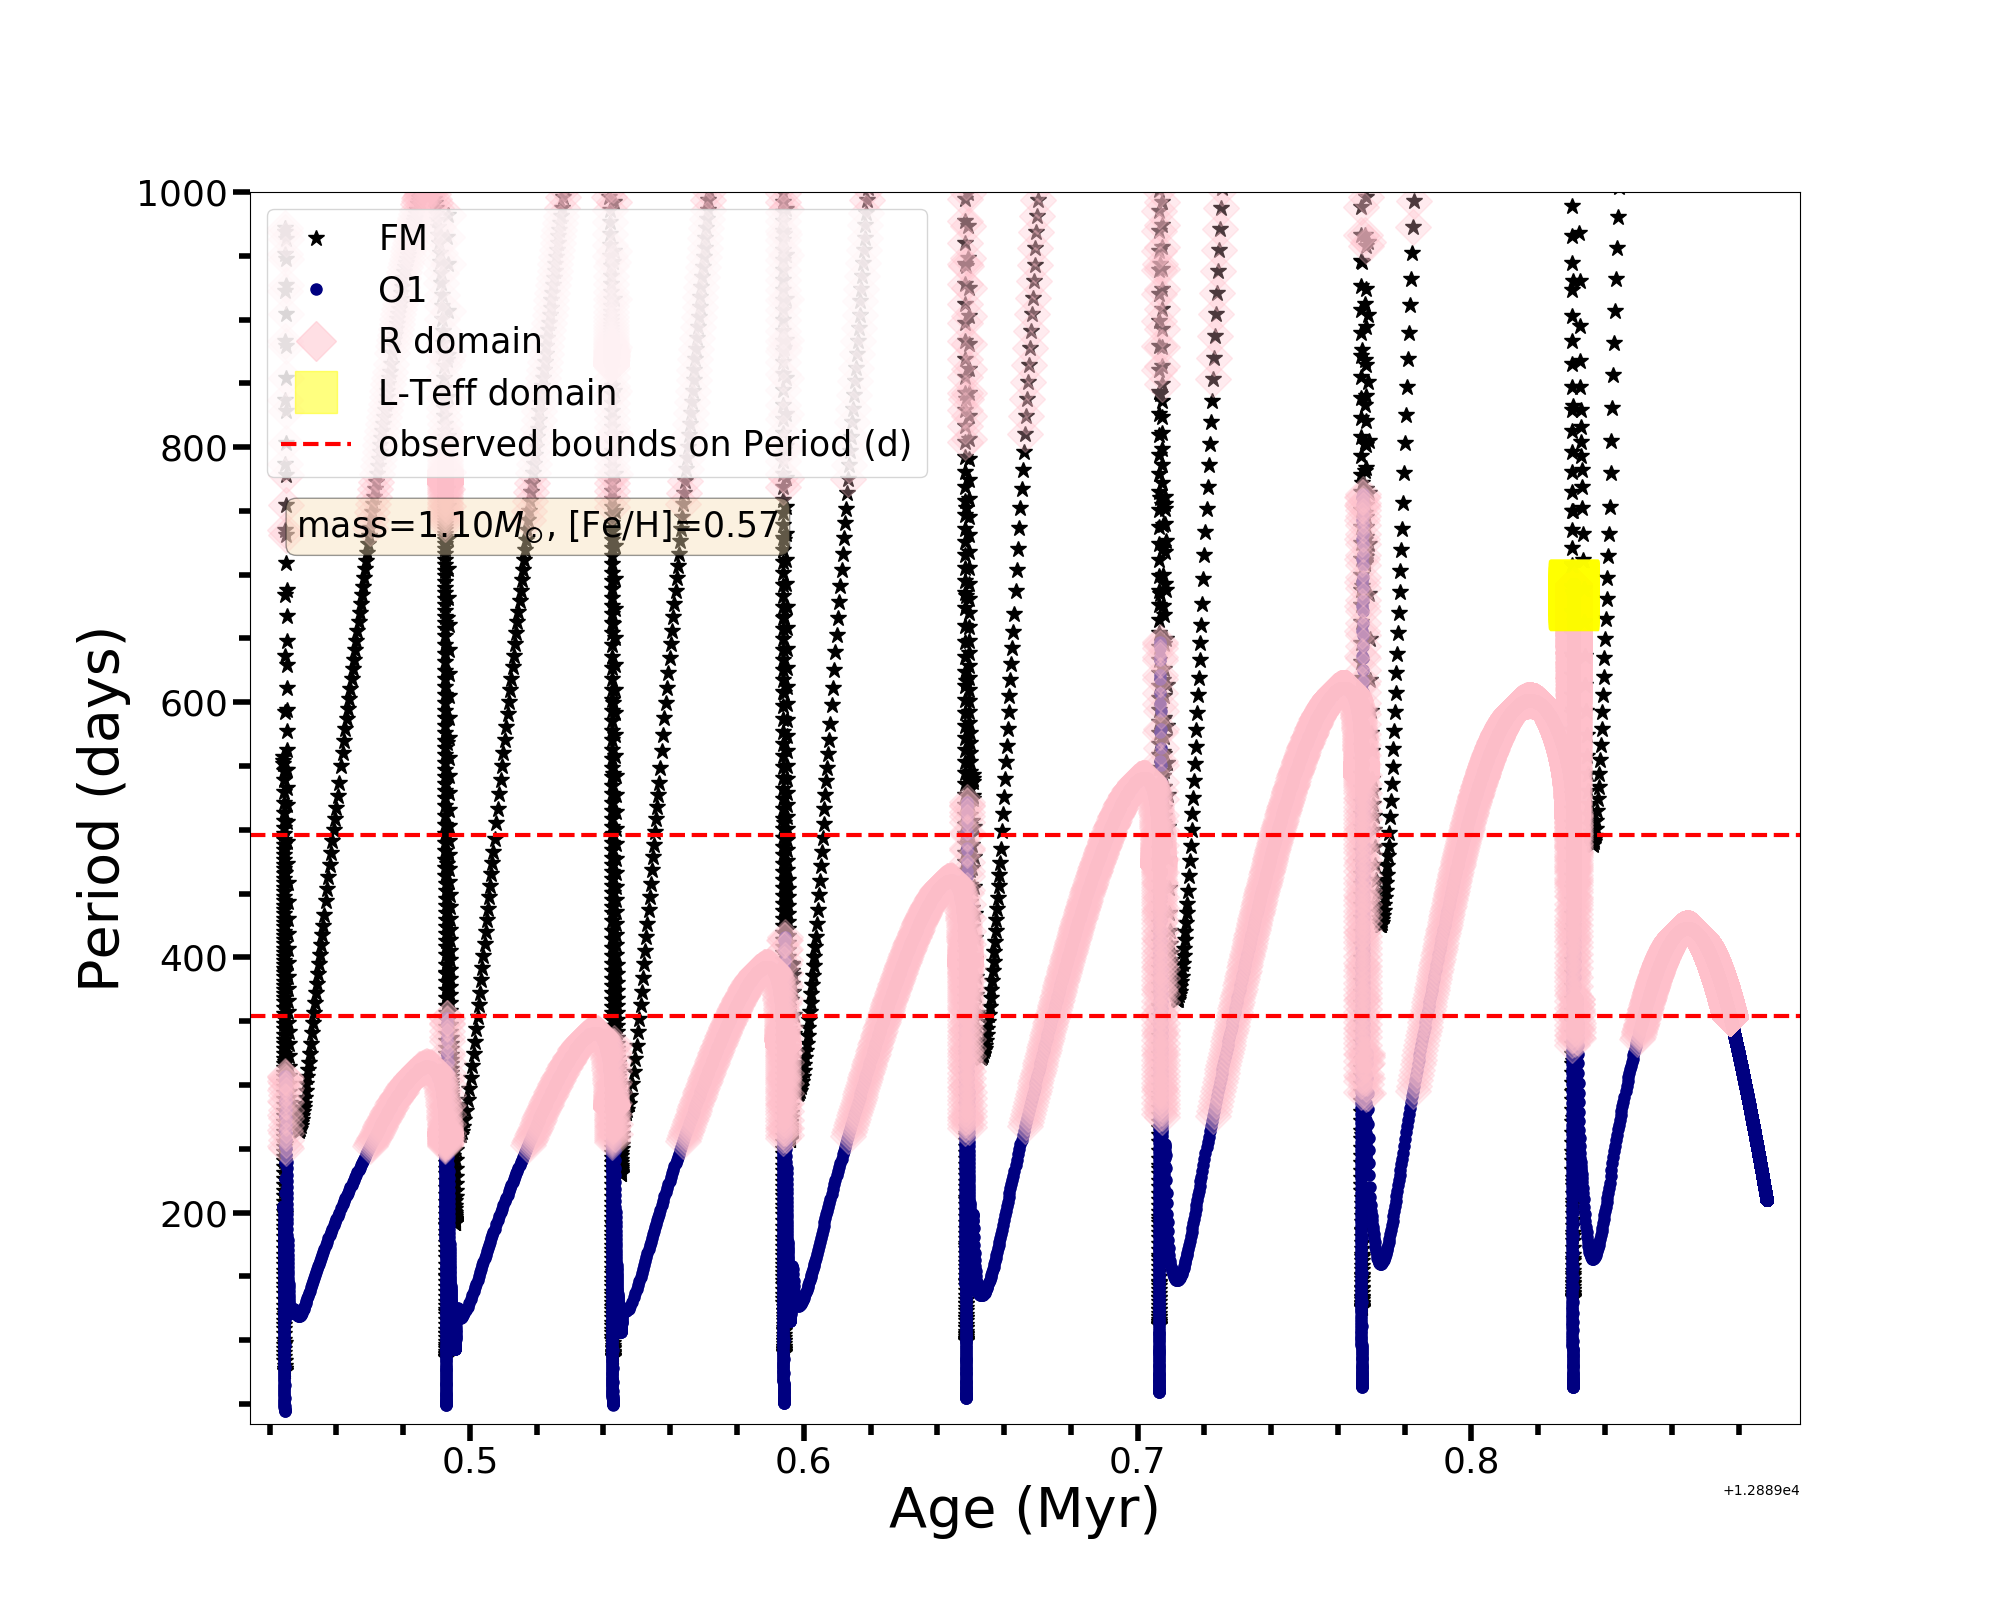 1000
800
600
400
200
Period (days)
FM
O1
R domain
L-Teff domain
observed bounds on Period (d)
mass=1.10M⊙, [Fe/H]=0.57
0.5 0.6 0.7 0.8
+1.2889e4
Age (Myr)